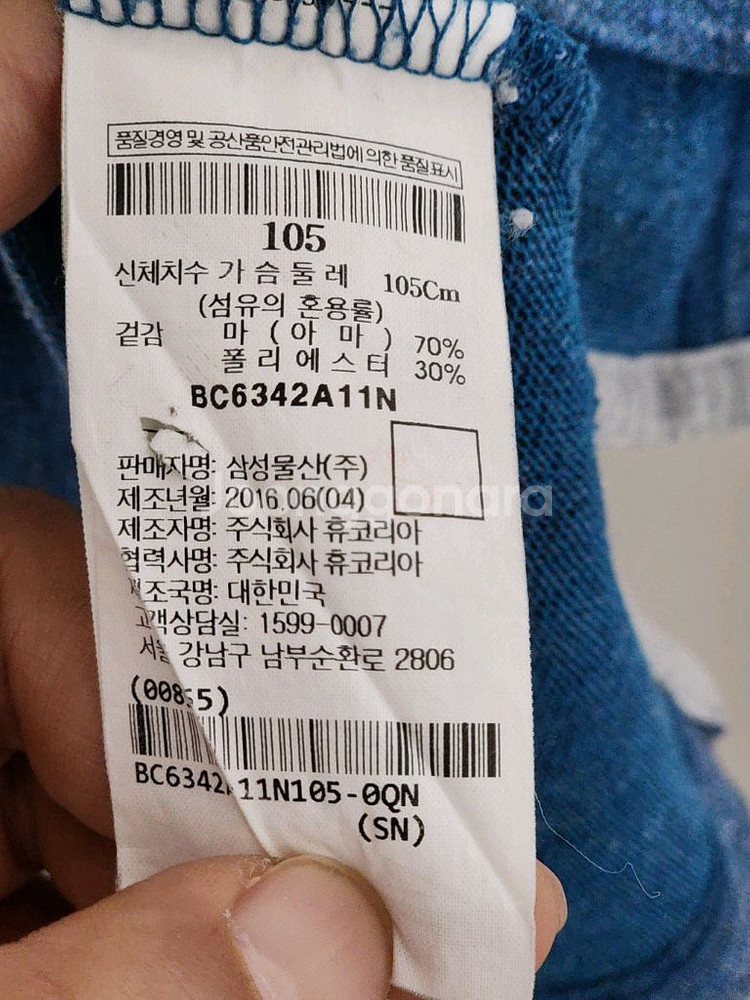 품질경영 및 공산품안전관리법에 의한 품질표시
105
신체치수 가 슴 둘 레 105Cm
(섬유의 혼용률)
겉감 마 ( 아 마 ) 70%
폴 리 에 스 터 30%
BC6342A11N
판매자명: 삼성물산(주)
제조년월: 2016.06(04)
제조자명: 주식회사 휴코리아
협력사명: 주식회사 휴코리아
제조국명: 대한민국
고객상담실: 1599-0007
서울 강남구 남부순환로 2806
BC6342A11N105-0QN
(SN)